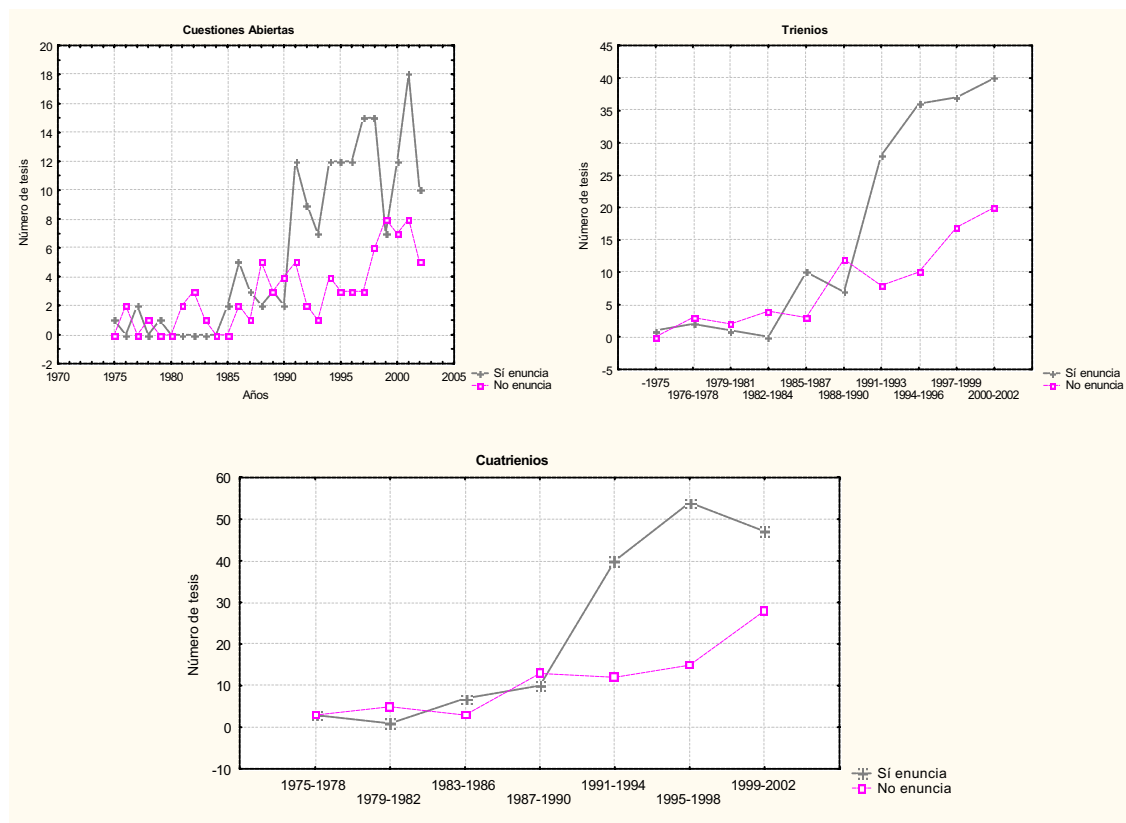 Cuestiones Abiertas
20
18
16
14
12
10
8
6
4
2
0
-2
Número de tesis
1970 1975 1980 1985 1990 1995 2000 2005
Años
Sí enuncia
No enuncia
Trienios
45
40
35
30
25
20
15
10
5
0
-5
Número de tesis
-1975 1979-1981 1985-1987 1991-1993 1997-1999
1976-1978 1982-1984 1988-1990 1994-1996 2000-2002
Sí enuncia
No enuncia
Cuatrienios
60
50
40
30
20
10
0
-10
Número de tesis
1975-1978 1983-1986 1991-1994 1999-2002
1979-1982 1987-1990 1995-1998
Sí enuncia
No enuncia